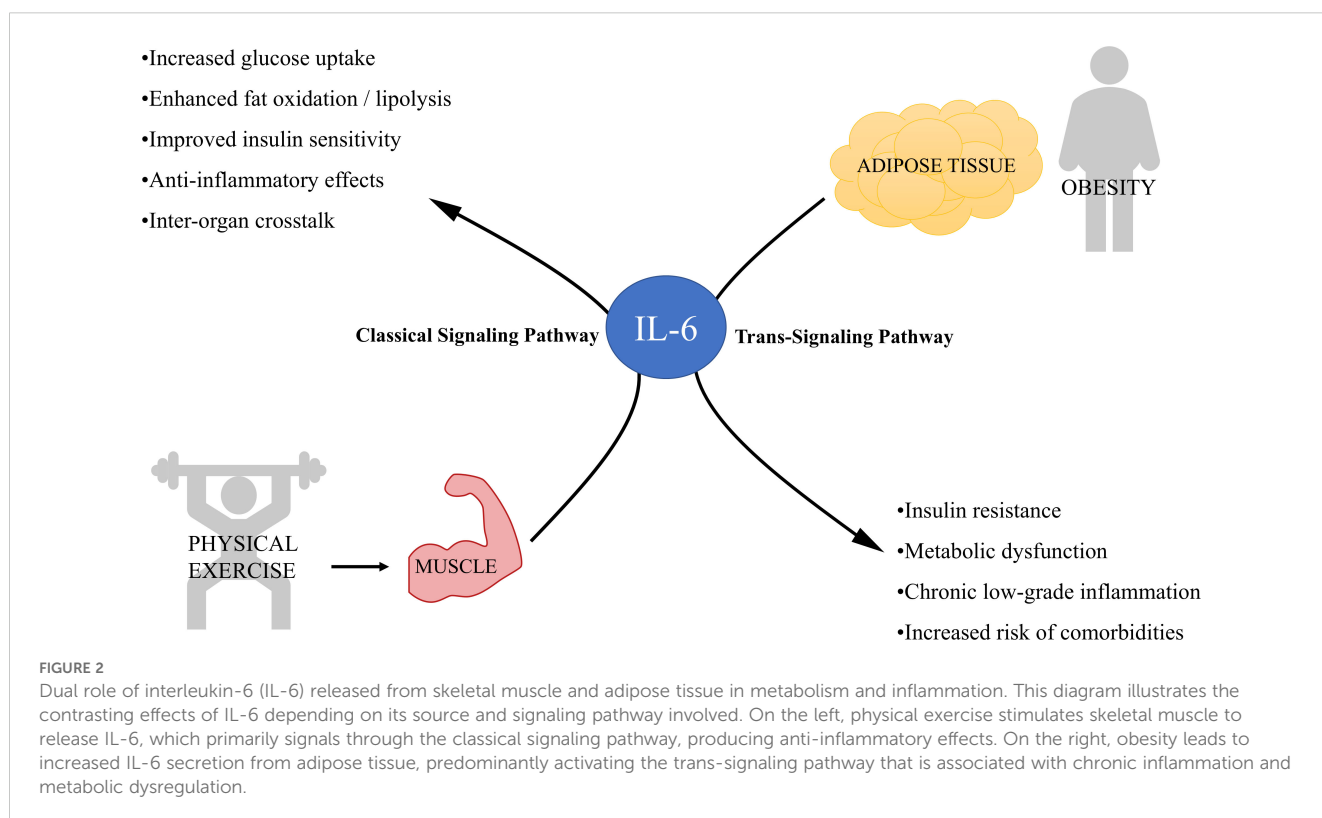 •Increased glucose uptake
•Enhanced fat oxidation / lipolysis
•Improved insulin sensitivity
•Anti-inflammatory effects
•Inter-organ crosstalk
ADIPOSE TISSUE
OBESITY
Classical Signaling Pathway
IL-6
Trans-Signaling Pathway
PHYSICAL
EXERCISE
MUSCLE
•Insulin resistance
•Metabolic dysfunction
•Chronic low-grade inflammation
•Increased risk of comorbidities
FIGURE 2
Dual role of interleukin-6 (IL-6) released from skeletal muscle and adipose tissue in metabolism and inflammation. This diagram illustrates the
contrasting effects of IL-6 depending on its source and signaling pathway involved. On the left, physical exercise stimulates skeletal muscle to
release IL-6, which primarily signals through the classical signaling pathway, producing anti-inflammatory effects. On the right, obesity leads to
increased IL-6 secretion from adipose tissue, predominantly activating the trans-signaling pathway that is associated with chronic inflammation and
metabolic dysregulation.